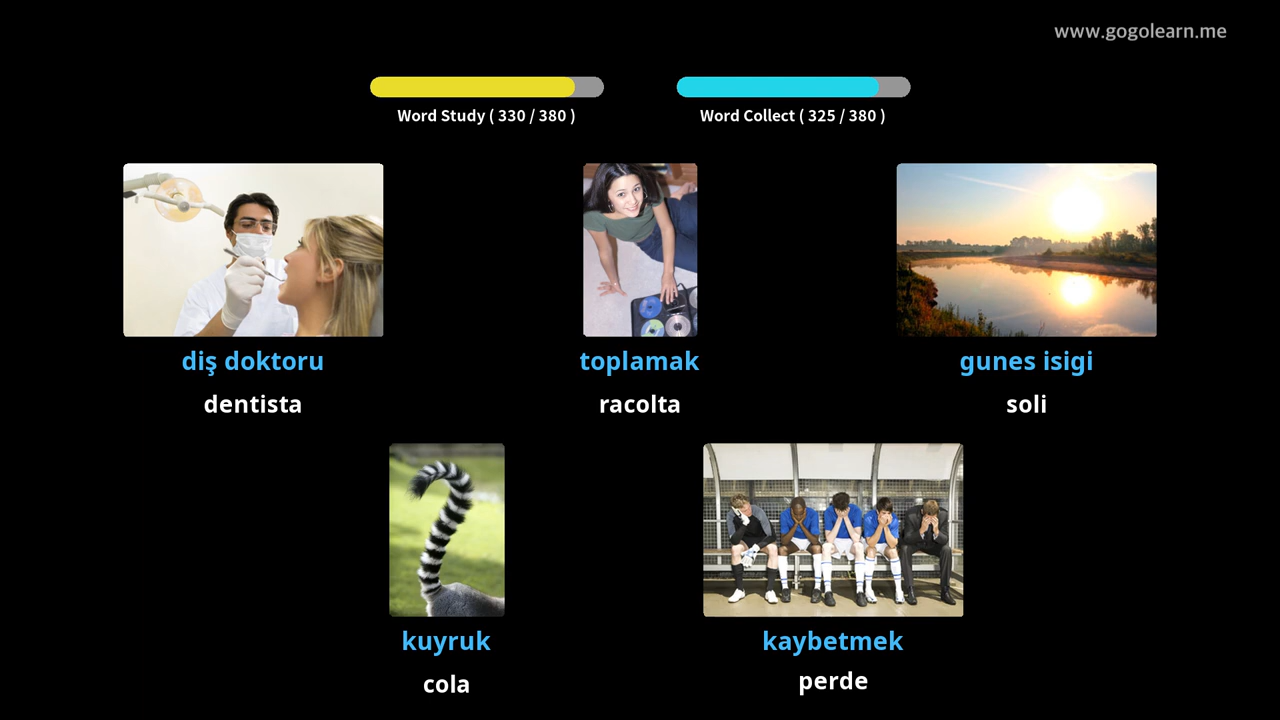 www.gogolearn.me
Word Study ( 330 / 380 )
Word Collect ( 325 / 380 )
diş doktoru
dentista
toplamak
racolta
gunes isigi
soli
kuyruk
cola
kaybetmek
perde